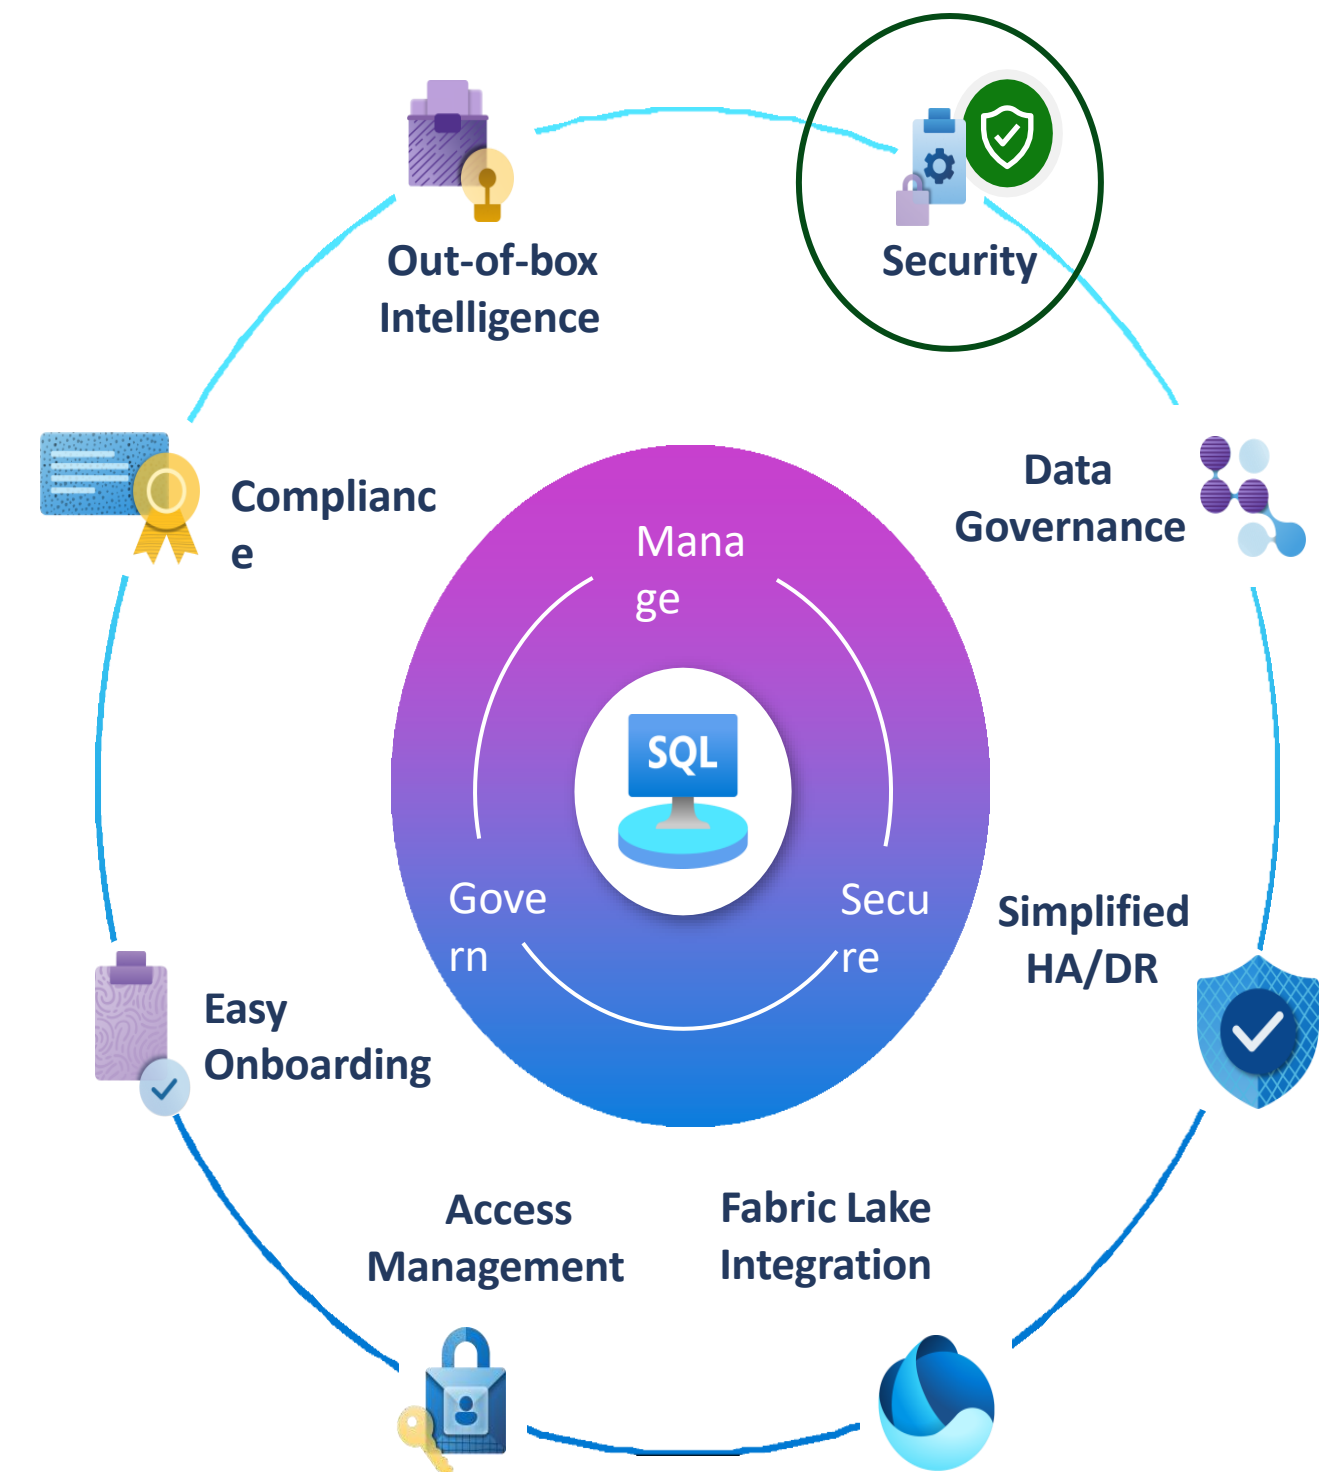 Out-of-box
Intelligence
Security
Complianc
e
Data
Governance
Mana
ge
SQL
Gove
rn
Secu
re
Simplified
HA/DR
Easy
Onboarding
Access
Management
Fabric Lake
Integration